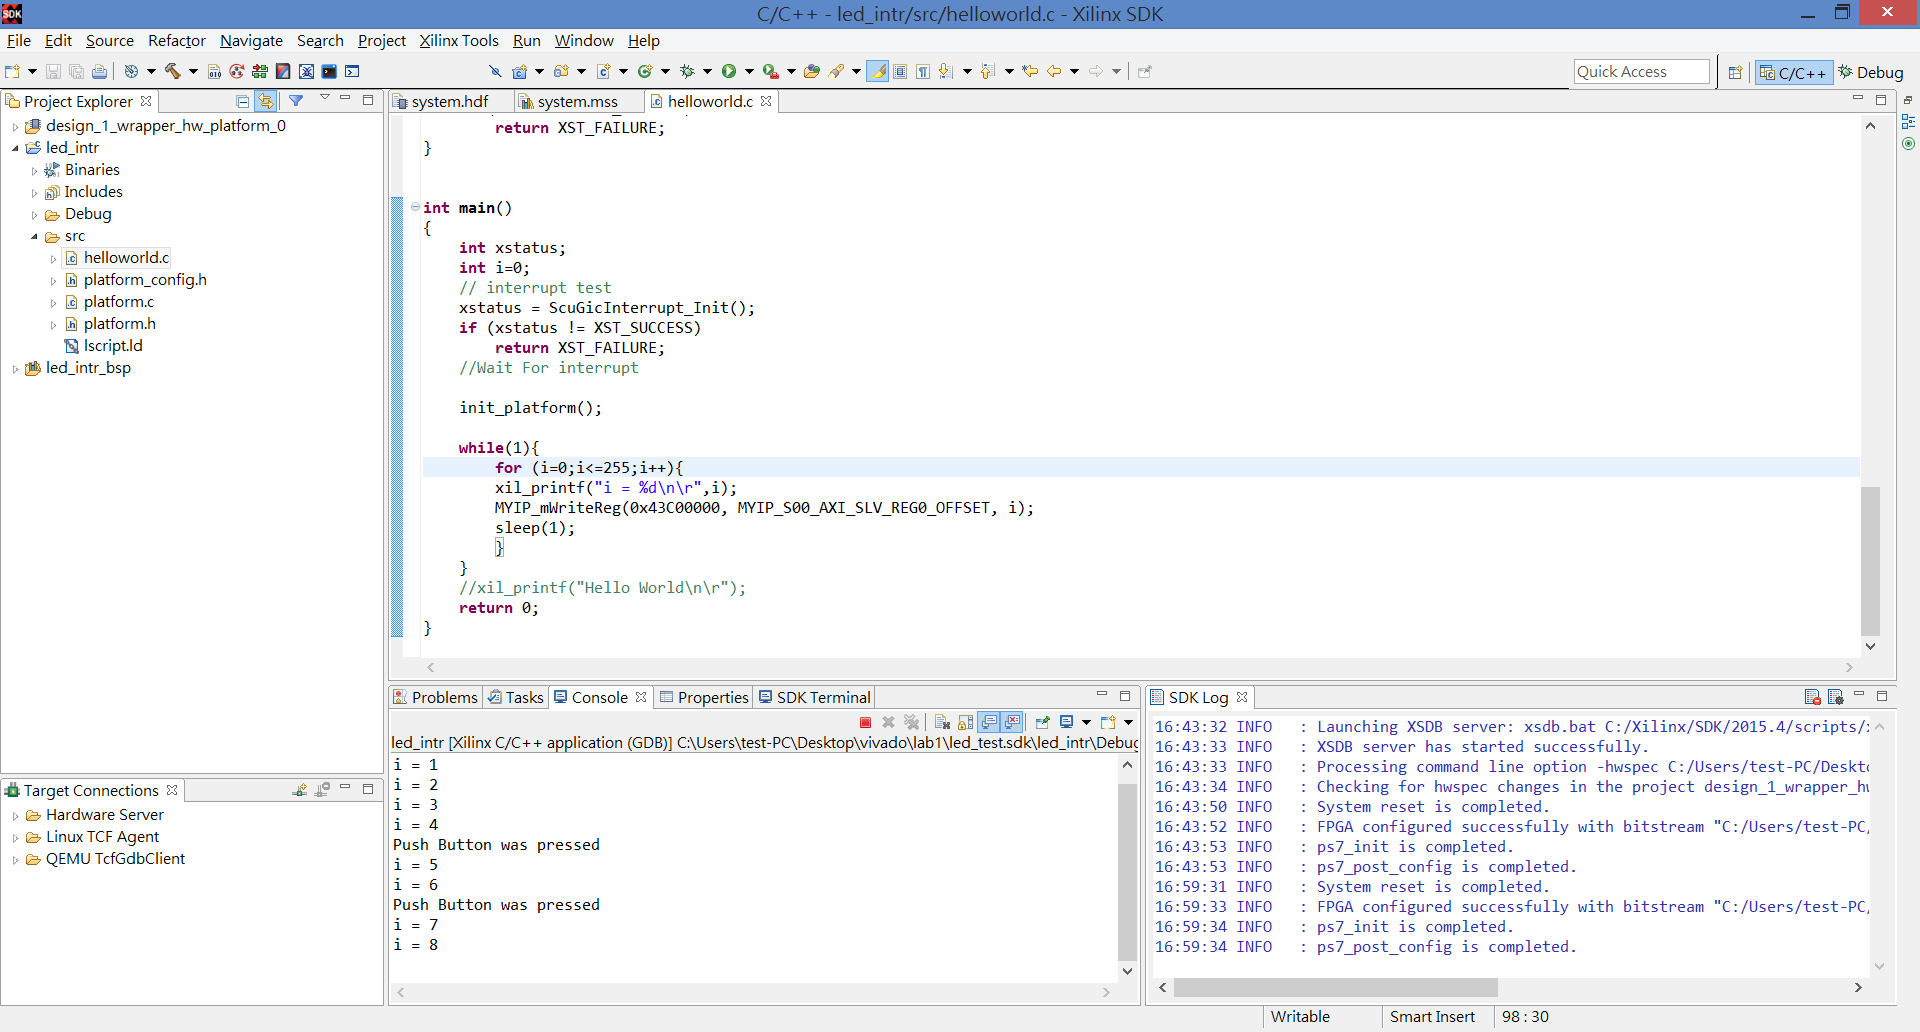 SDK
C/C++ - led_intr/src/helloworld.c - Xilinx SDK
File Edit Source Refactor Navigate Search Project Xilinx Tools Run Window Help
Quick Access
C/C++
Debug
Project Explorer
design_1_wrapper_hw_platform_0
led_intr
Binaries
Includes
Debug
src
helloworld.c
platform_config.h
platform.c
platform.h
lscript.ld
led_intr_bsp
Target Connections
Hardware Server
Linux TCF Agent
QEMU TcfGdbClient
system.hdf
system.mss
helloworld.c
return XST_FAILURE;
}
int main()
{
int xstatus;
int i=0;
// interrupt test
xstatus = ScuGicInterrupt_Init();
if (xstatus != XST_SUCCESS)
return XST_FAILURE;
//Wait For interrupt
init_platform();
while(1){
for (i=0;i<=255;i++){
xil_printf("i = %d\n\r",i);
MYIP_mWriteReg(0x43C00000, MYIP_S00_AXI_SLV_REG0_OFFSET, i);
sleep(1);
}
}
//xil_printf("Hello World\n\r");
return 0;
}
Problems Tasks Console Properties SDK Terminal
led_intr [Xilinx C/C++ application (GDB)] C:\Users\test-PC\Desktop\vivado\lab1\led_test.sdk\led_intr\Debug
i = 1
i = 2
i = 3
i = 4
Push Button was pressed
i = 5
i = 6
Push Button was pressed
i = 7
i = 8
SDK Log
16:43:32 INFO : Launching XSDB server: xsdb.bat C:/Xilinx/SDK/2015.4/scripts/
16:43:33 INFO : XSDB server has started successfully.
16:43:33 INFO : Processing command line option -hwspec C:/Users/test-PC/Deskt
16:43:34 INFO : Checking for hwspec changes in the project design_1_wrapper_h
16:43:50 INFO : System reset is completed.
16:43:52 INFO : FPGA configured successfully with bitstream "C:/Users/test-PC/
16:43:53 INFO : ps7_init is completed.
16:43:53 INFO : ps7_post_config is completed.
16:59:31 INFO : System reset is completed.
16:59:33 INFO : FPGA configured successfully with bitstream "C:/Users/test-PC/
16:59:34 INFO : ps7_init is completed.
16:59:34 INFO : ps7_post_config is completed.
Writable
Smart Insert
98 : 30